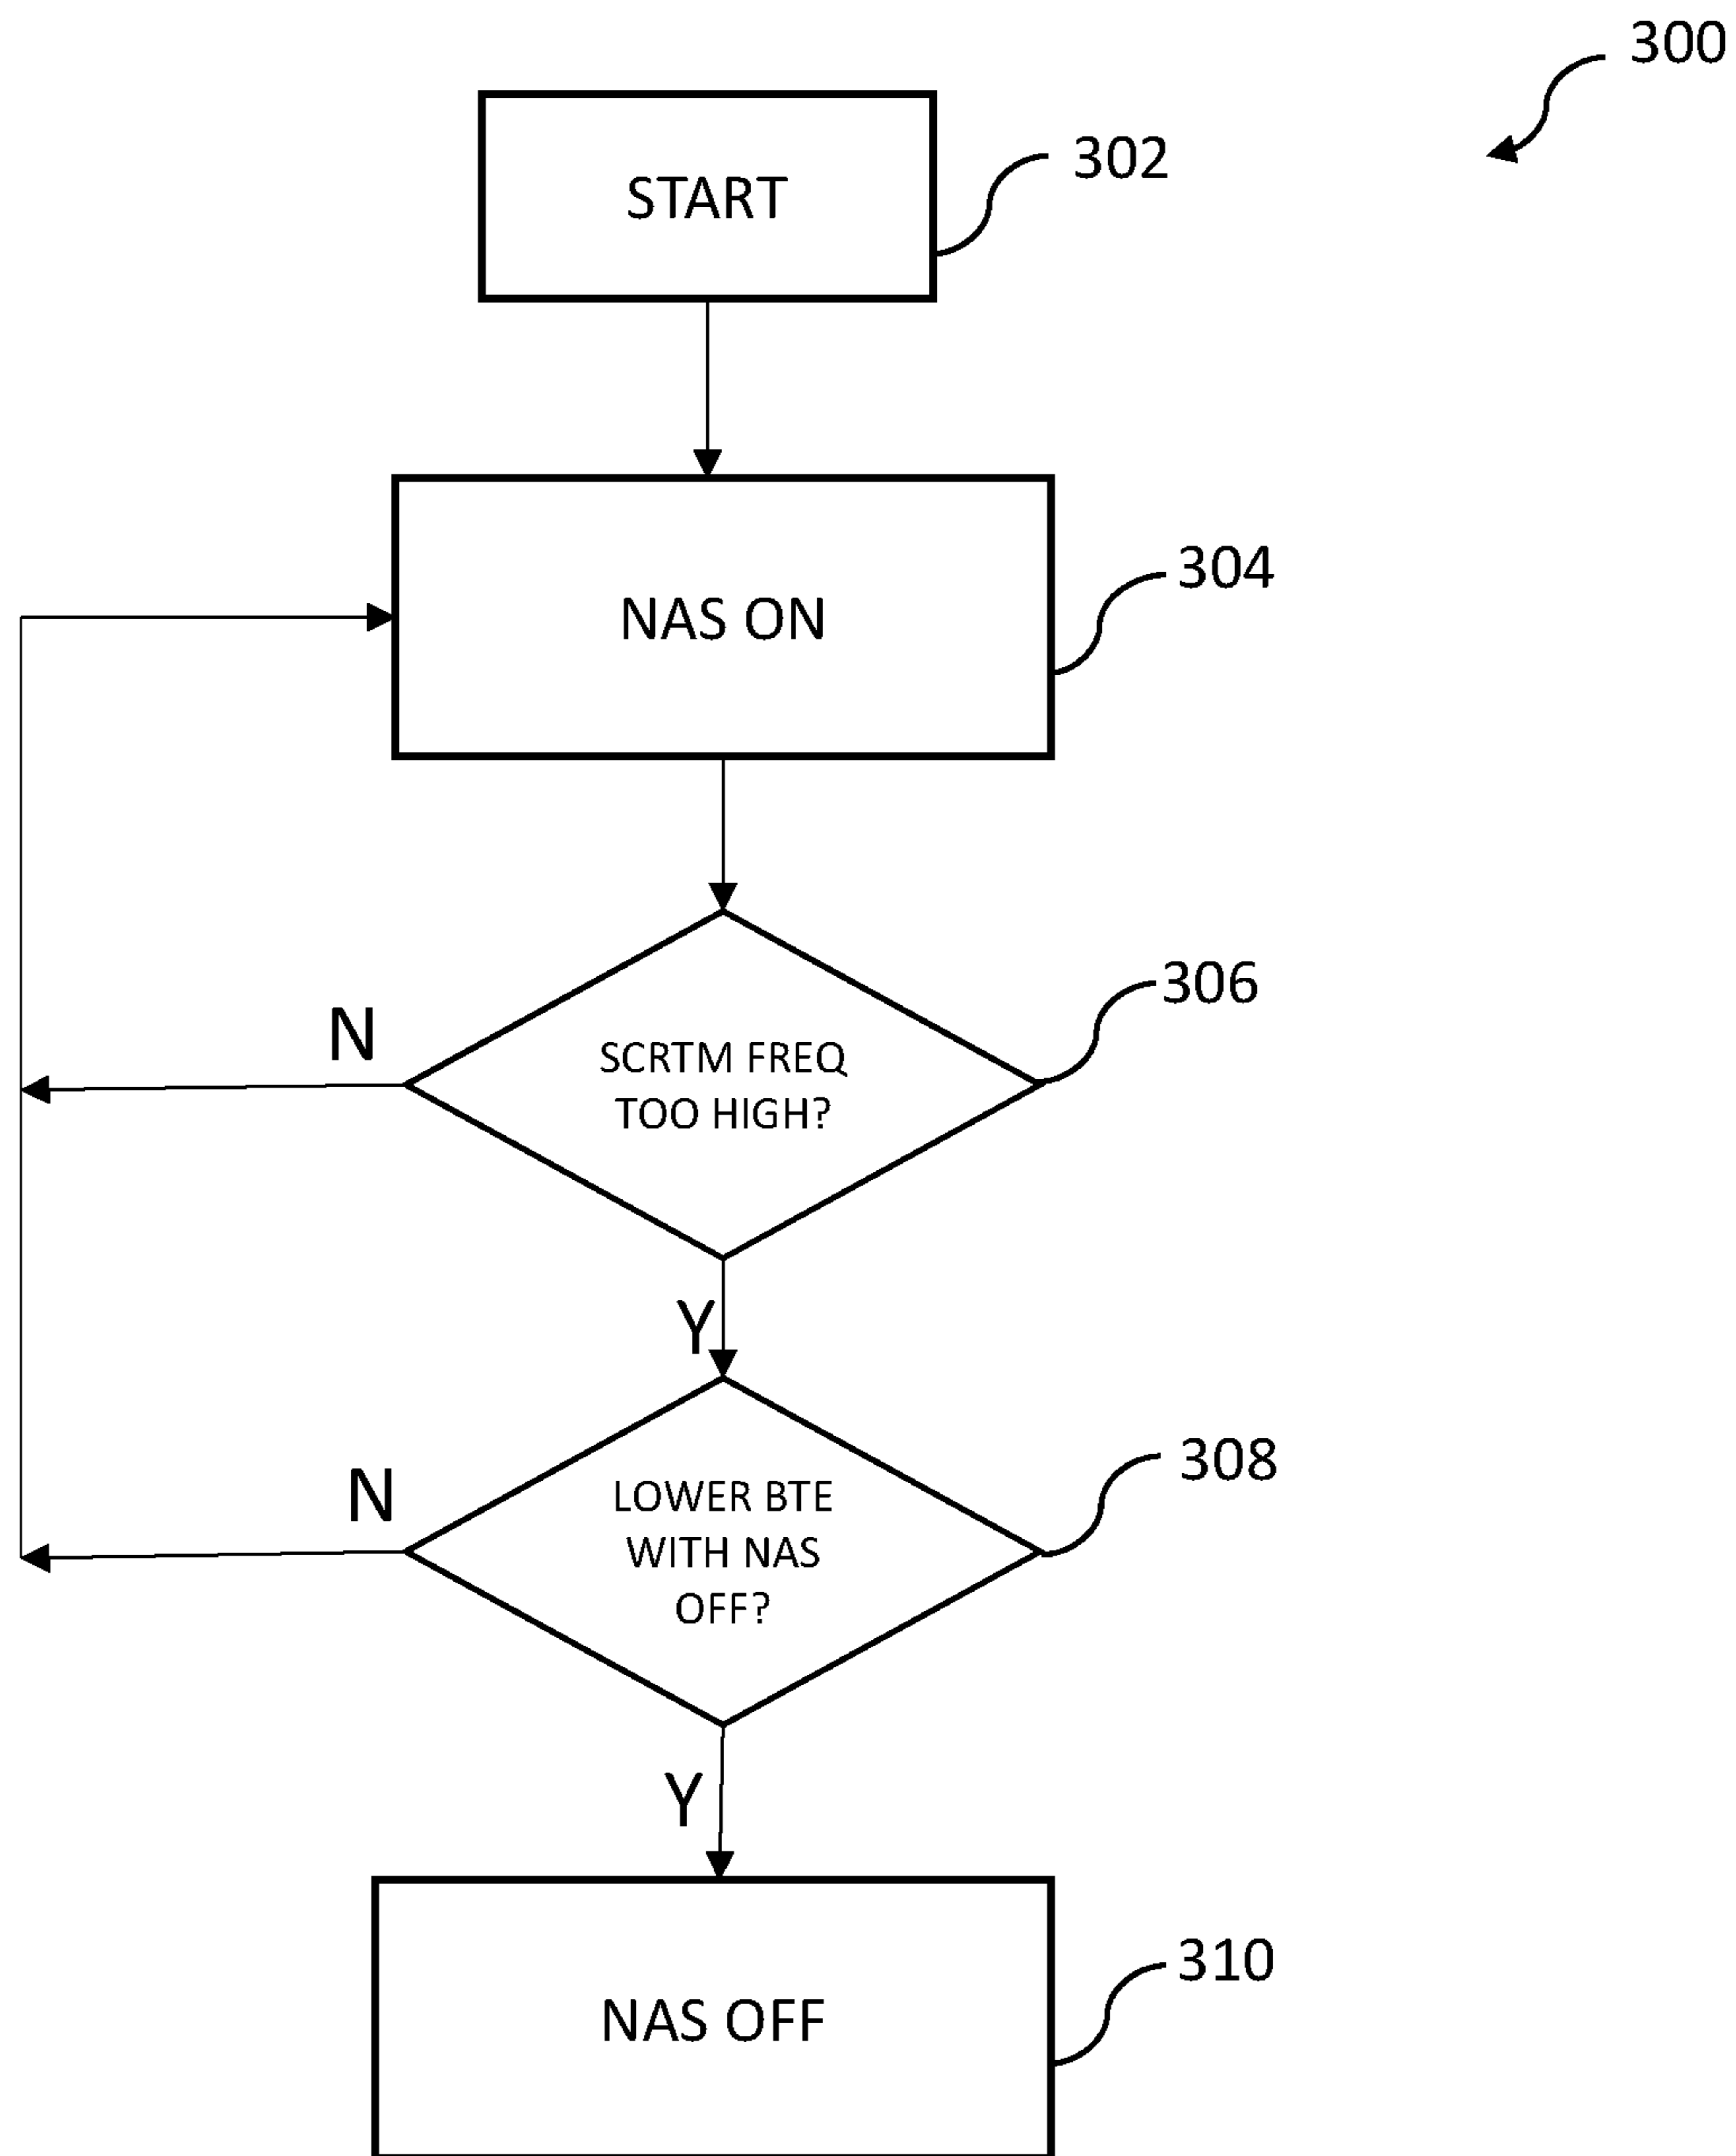 300
START
302
NAS ON
304
306
N
SCRTM FREQ
TOO HIGH?
Y
308
N
LOWER BTE
WITH NAS
OFF?
Y
310
NAS OFF